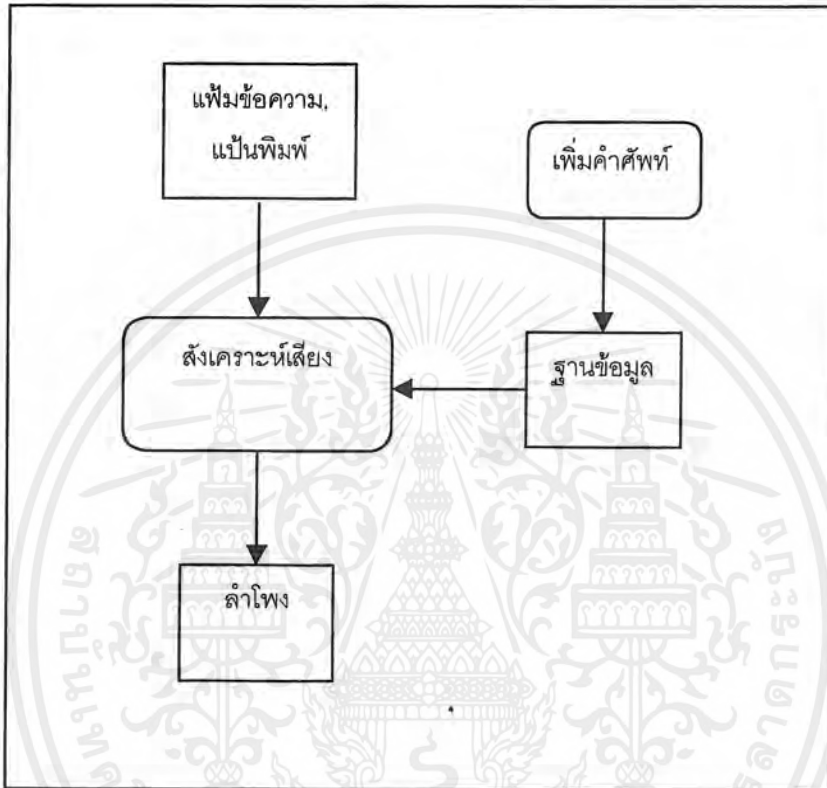 แฟ้มข้อความ,
แป้นพิมพ์
เพิ่มคำศัพท์
สังเคราะห์เสียง
ฐานข้อมูล
ลำโพง